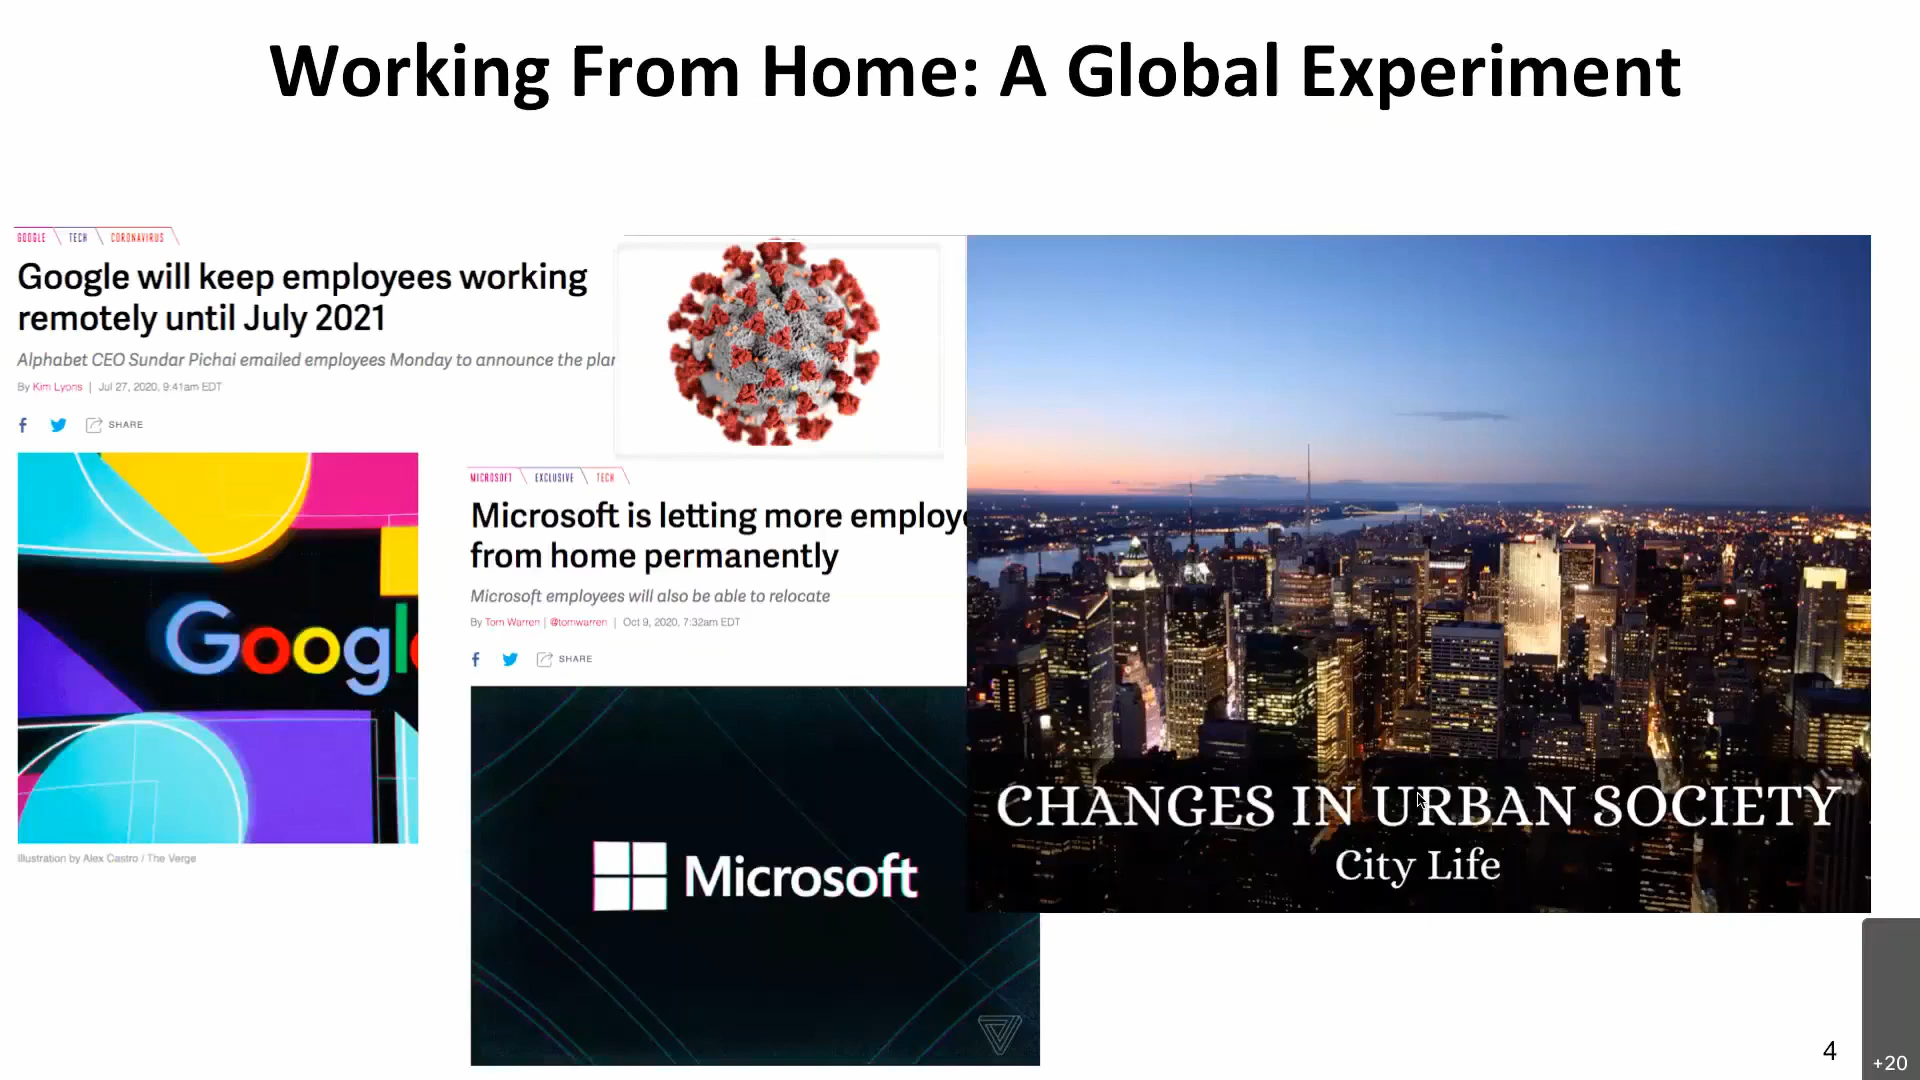 Working From Home: A Global Experiment
GOOGLE TECH CORONAVIRUS
Google will keep employees working
remotely until July 2021
Alphabet CEO Sundar Pichai emailed employees Monday to announce the
By Kim Lyons | Jul 27, 2020, 9:41am EDT
SHARE
Google
Illustration by Alex Castro / The Verge
MICROSOFT EXCLUSIVE TECH
Microsoft is letting more
from home permanently
Microsoft employees will also be able to relocate
By Tom Warren | @tomwarren | Oct 9, 2020, 7:32am EDT
SHARE
Microsoft
CHANGES IN URBAN SOCIETY
City Life
4
+20